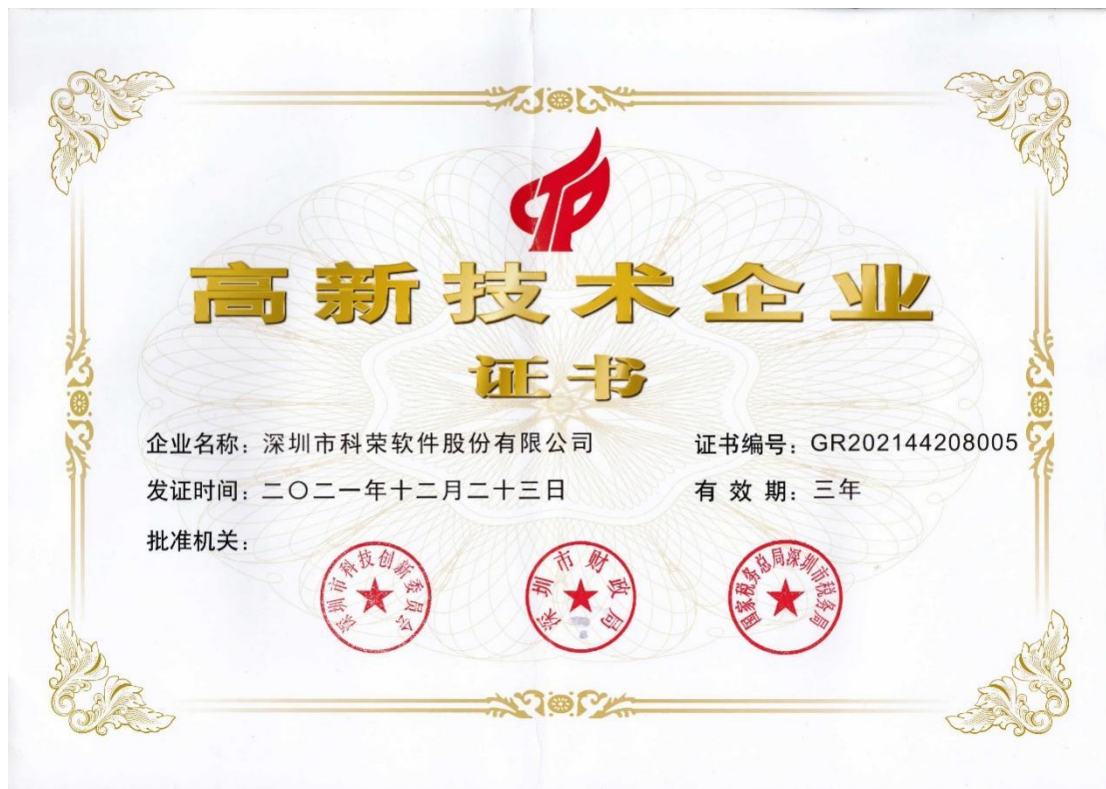 高新技术企业
证书
企业名称：深圳市科荣软件股份有限公司
证书编号：GR202144208005
发证时间：二〇二一年十二月二十三日
有效期：三年
批准机关：
深圳市科技创新委员会
深圳市财政局
国家税务总局深圳市税务局